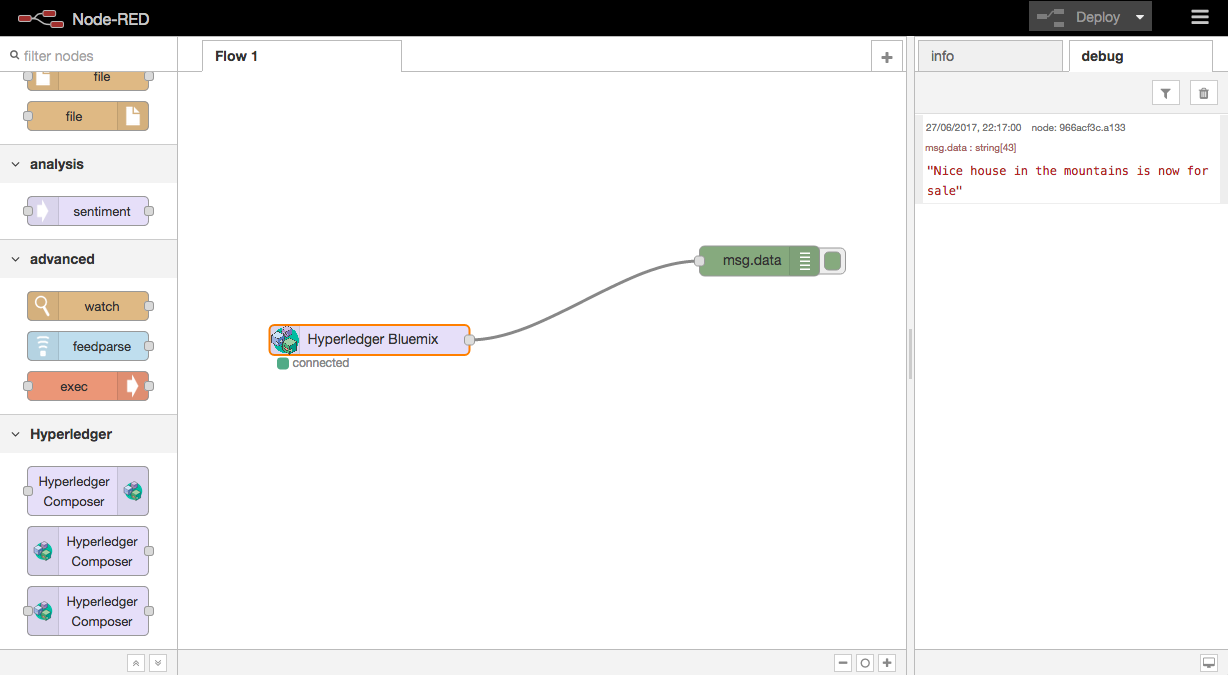 Node-RED
Deploy
filter nodes
file
file
analysis
sentiment
advanced
watch
feedparse
exec
Hyperledger
Hyperledger
Composer
Hyperledger
Composer
Hyperledger
Composer
Flow 1
Hyperledger Bluemix
connected
msg.data
info
debug
27/06/2017, 22:17:00 node: 966acf3c.a133
msg.data : string[43]
"Nice house in the mountains is now for
sale"